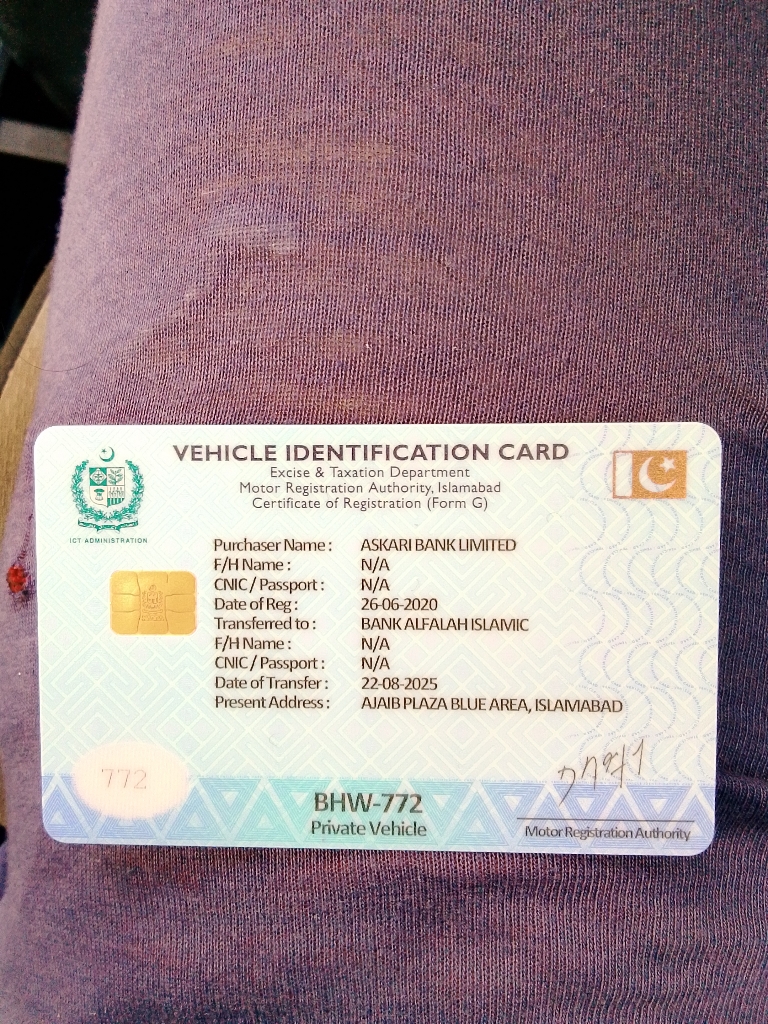 VEHICLE IDENTIFICATION CARD
Excise & Taxation Department
Motor Registration Authority, Islamabad
Certificate of Registration (Form G)
ICT ADMINISTRATION
Purchaser Name : ASKARI BANK LIMITED
F/H Name : N/A
CNIC / Passport : N/A
Date of Reg : 26-06-2020
Transferred to : BANK ALFALAH ISLAMIC
F/H Name : N/A
CNIC / Passport : N/A
Date of Transfer : 22-08-2025
Present Address : AJAIB PLAZA BLUE AREA, ISLAMABAD
772
BHW-772
Private Vehicle
Motor Registration Authority